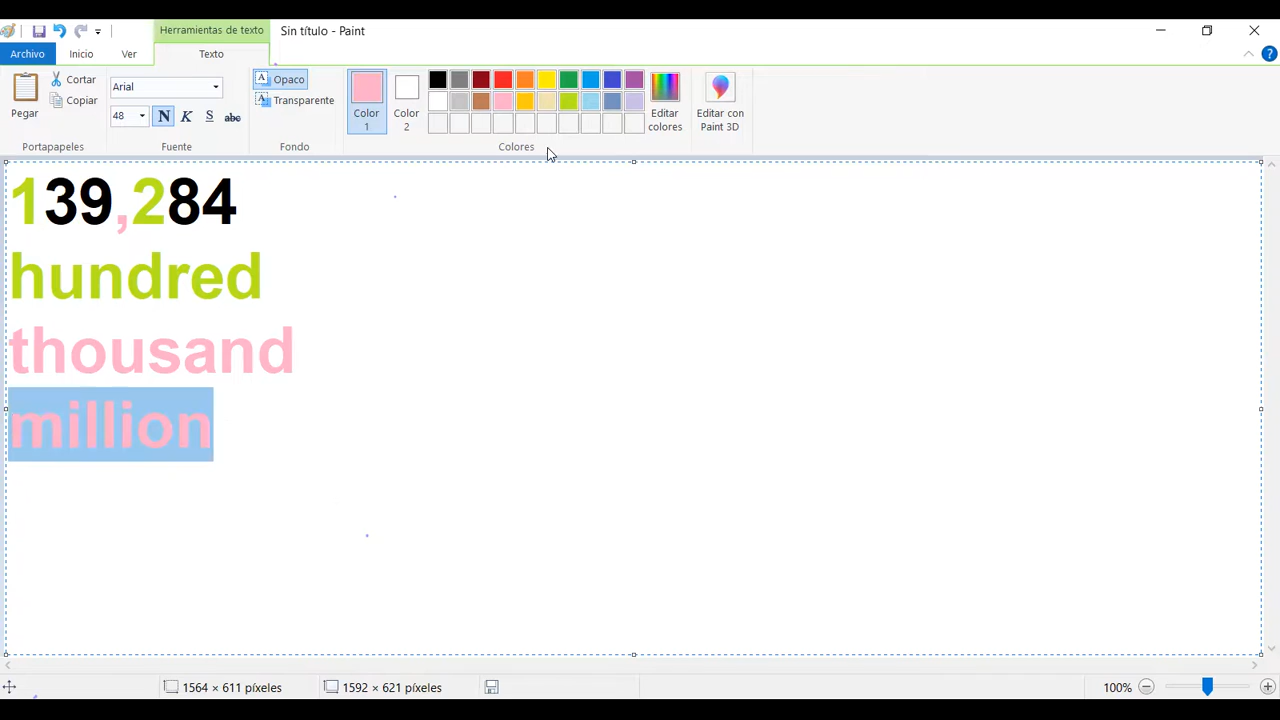 Herramientas de texto
Sin título - Paint
Archivo
Inicio
Ver
Texto
Pegar
Cortar
Copiar
Portapapeles
Arial
48
N K S abc
Fuente
Opaco
Transparente
Fondo
Color 1
Color 2
Editar colores
Colores
Editar con Paint 3D
139,284
hundred
thousand
million
1564 × 611 píxeles
1592 × 621 píxeles
100%